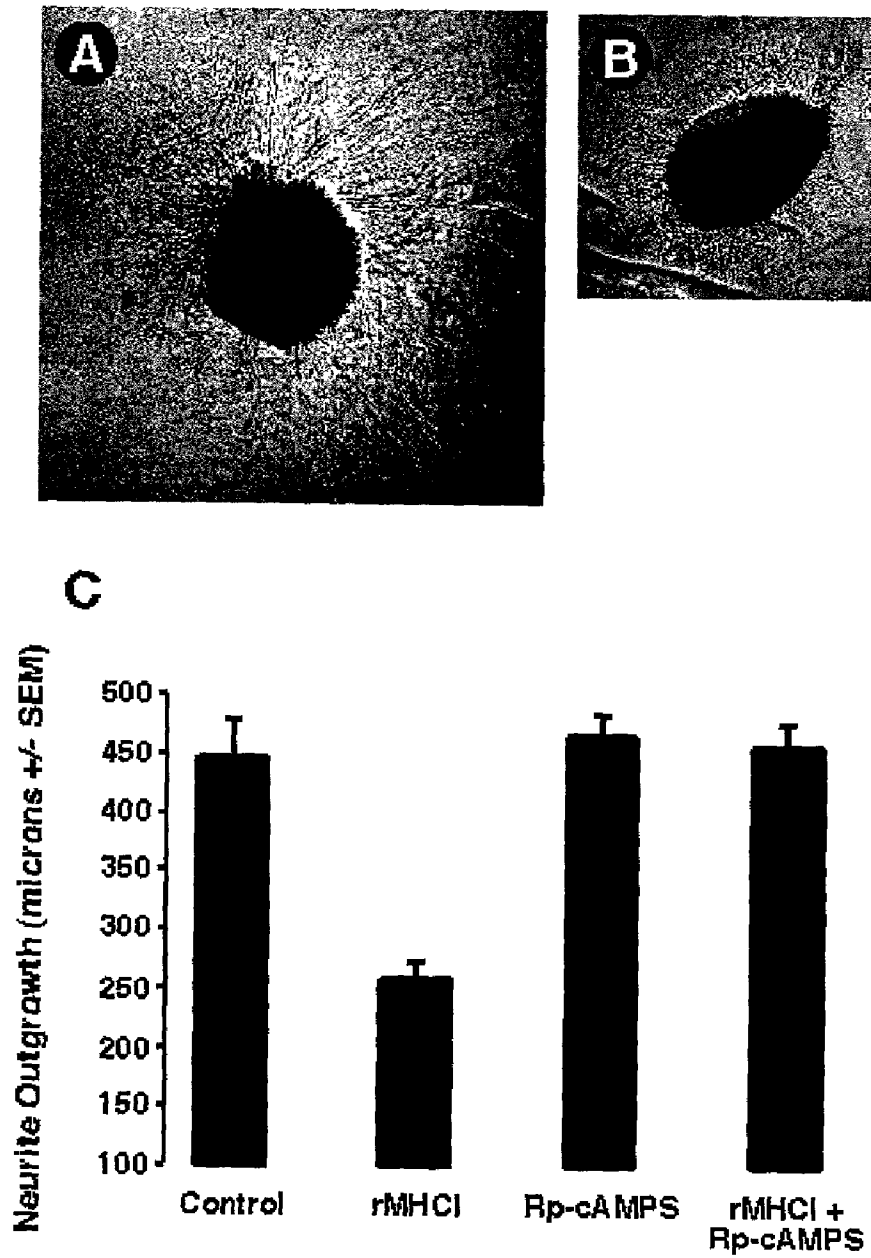 A
B
C
Neurite Outgrowth (microns +/- SEM)
500
450
400
350
300
250
200
150
100
Control
rMHCI
Rp-cAMPS
rMHCI +
Rp-cAMPS